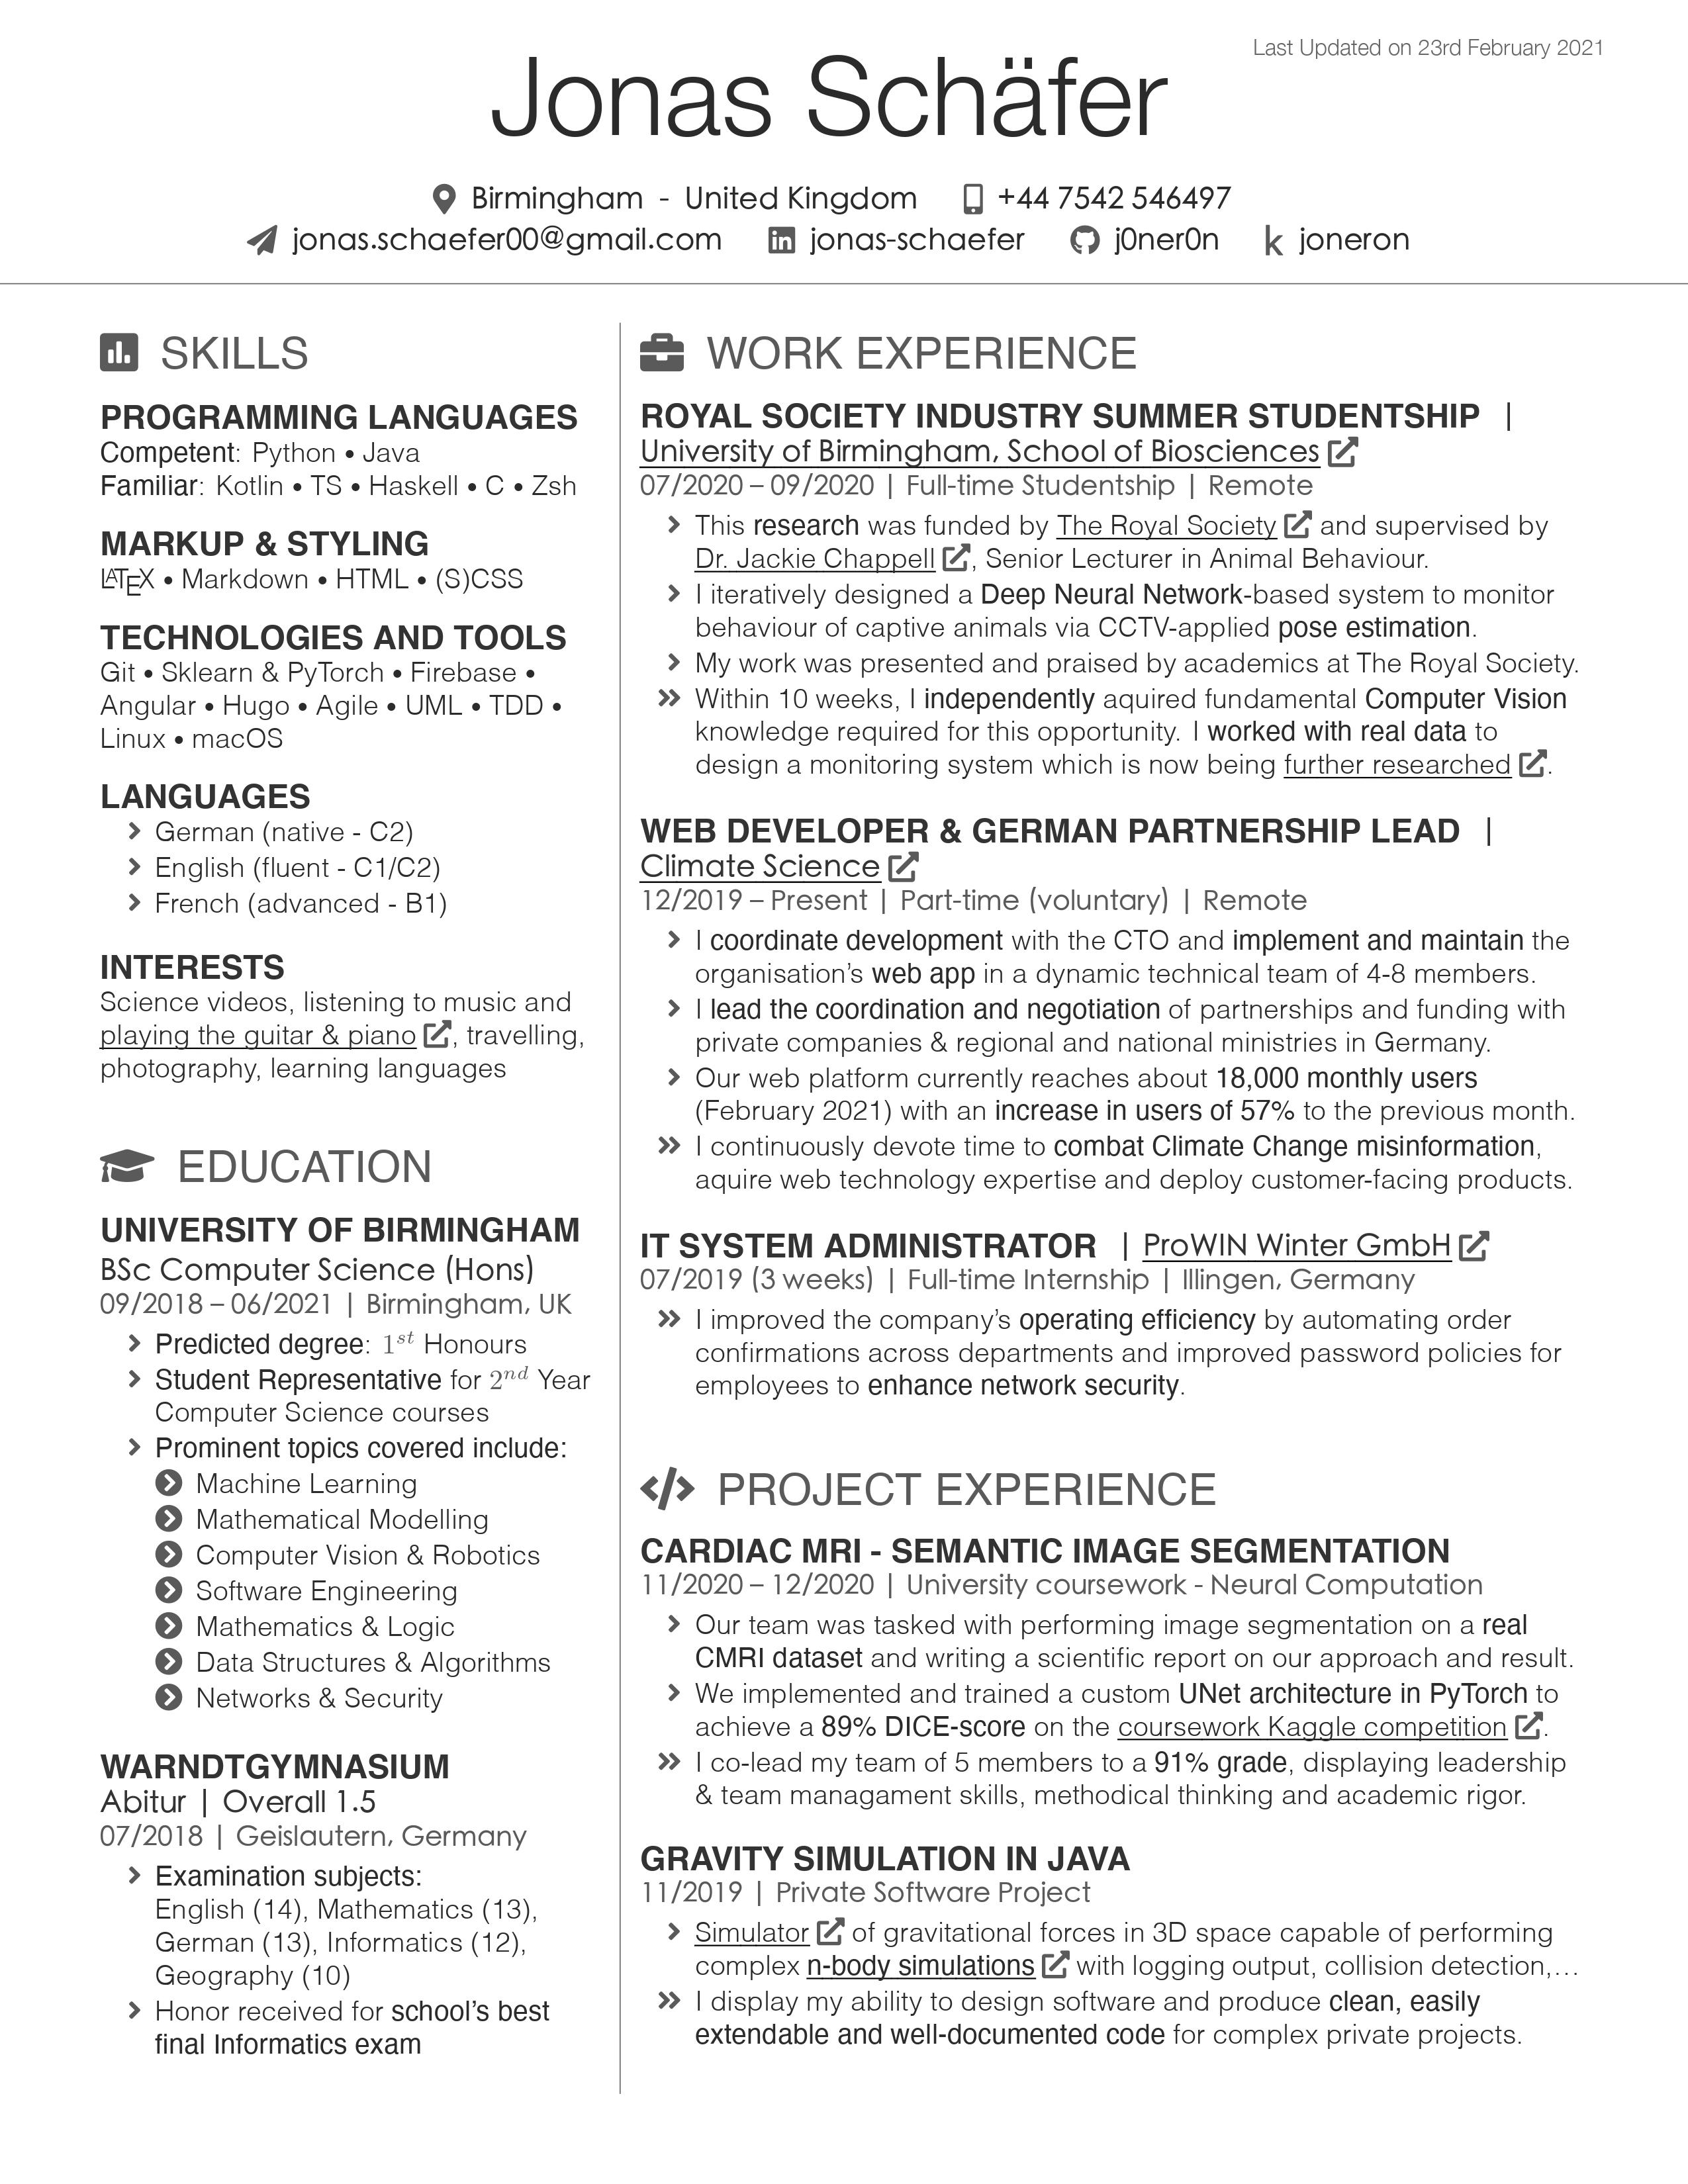 Last Updated on 23rd February 2021
Jonas Schäfer
Birmingham - United Kingdom +44 7542 546497
jonas.schaefer00@gmail.com jonas-schaefer j0ner0n k joneron
SKILLS
PROGRAMMING LANGUAGES
Competent: Python • Java
Familiar: Kotlin • TS • Haskell • C • Zsh
MARKUP & STYLING
LATEX • Markdown • HTML • (S)CSS
TECHNOLOGIES AND TOOLS
Git • Sklearn & PyTorch • Firebase •
Angular • Hugo • Agile • UML • TDD •
Linux • macOS
LANGUAGES
German (native - C2)
English (fluent - C1/C2)
French (advanced - B1)
INTERESTS
Science videos, listening to music and
playing the guitar & piano, travelling,
photography, learning languages
EDUCATION
UNIVERSITY OF BIRMINGHAM
BSc Computer Science (Hons)
09/2018 – 06/2021 | Birmingham, UK
Predicted degree: 1st Honours
Student Representative for 2nd Year
Computer Science courses
Prominent topics covered include:
Machine Learning
Mathematical Modelling
Computer Vision & Robotics
Software Engineering
Mathematics & Logic
Data Structures & Algorithms
Networks & Security
WARNDTGYMNASIUM
Abitur | Overall 1.5
07/2018 | Geislautern, Germany
Examination subjects:
English (14), Mathematics (13),
German (13), Informatics (12),
Geography (10)
Honor received for school's best
final Informatics exam
WORK EXPERIENCE
ROYAL SOCIETY INDUSTRY SUMMER STUDENTSHIP |
University of Birmingham, School of Biosciences
07/2020 – 09/2020 | Full-time Studentship | Remote
This research was funded by The Royal Society and supervised by
Dr. Jackie Chappell, Senior Lecturer in Animal Behaviour.
I iteratively designed a Deep Neural Network-based system to monitor
behaviour of captive animals via CCTV-applied pose estimation.
My work was presented and praised by academics at The Royal Society.
Within 10 weeks, I independently aquired fundamental Computer Vision
knowledge required for this opportunity. I worked with real data to
design a monitoring system which is now being further researched.
WEB DEVELOPER & GERMAN PARTNERSHIP LEAD |
Climate Science
12/2019 – Present | Part-time (voluntary) | Remote
I coordinate development with the CTO and implement and maintain the
organisation's web app in a dynamic technical team of 4-8 members.
I lead the coordination and negotiation of partnerships and funding with
private companies & regional and national ministries in Germany.
Our web platform currently reaches about 18,000 monthly users
(February 2021) with an increase in users of 57% to the previous month.
I continuously devote time to combat Climate Change misinformation,
aquire web technology expertise and deploy customer-facing products.
IT SYSTEM ADMINISTRATOR | ProWIN Winter GmbH
07/2019 (3 weeks) | Full-time Internship | Illingen, Germany
I improved the company's operating efficiency by automating order
confirmations across departments and improved password policies for
employees to enhance network security.
</> PROJECT EXPERIENCE
CARDIAC MRI - SEMANTIC IMAGE SEGMENTATION
11/2020 – 12/2020 | University coursework - Neural Computation
Our team was tasked with performing image segmentation on a real
CMRI dataset and writing a scientific report on our approach and result.
We implemented and trained a custom UNet architecture in PyTorch to
achieve a 89% DICE-score on the coursework Kaggle competition.
I co-lead my team of 5 members to a 91% grade, displaying leadership
& team managament skills, methodical thinking and academic rigor.
GRAVITY SIMULATION IN JAVA
11/2019 | Private Software Project
Simulator of gravitational forces in 3D space capable of performing
complex n-body simulations with logging output, collision detection,…
I display my ability to design software and produce clean, easily
extendable and well-documented code for complex private projects.